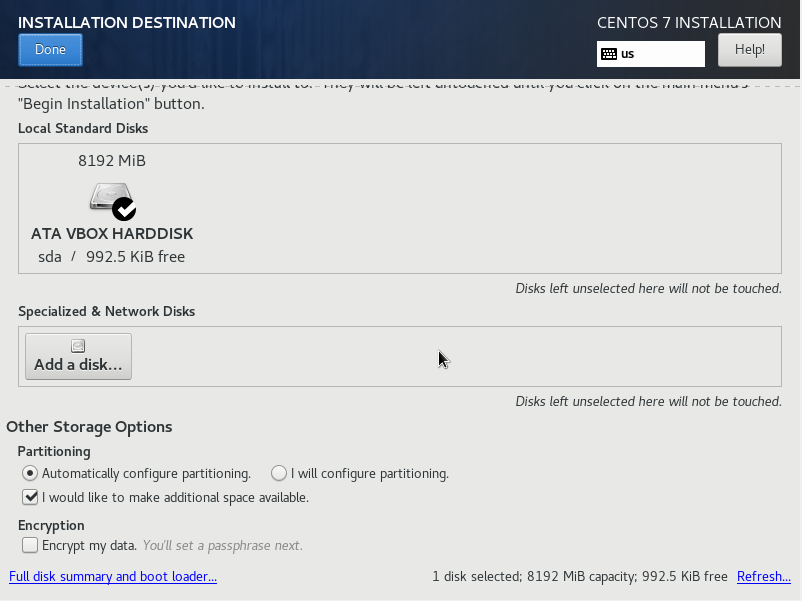 INSTALLATION DESTINATION
CENTOS 7 INSTALLATION
Done
us
Help!
Select the device(s) you'd like to install to. They will be left untouched until you click on the main menu's
"Begin Installation" button.
Local Standard Disks
8192 MiB
ATA VBOX HARDDISK
sda / 992.5 KiB free
Disks left unselected here will not be touched.
Specialized & Network Disks
Add a disk...
Disks left unselected here will not be touched.
Other Storage Options
Partitioning
Automatically configure partitioning. I will configure partitioning.
I would like to make additional space available.
Encryption
Encrypt my data. You'll set a passphrase next.
Full disk summary and boot loader... 1 disk selected; 8192 MiB capacity; 992.5 KiB free Refresh...